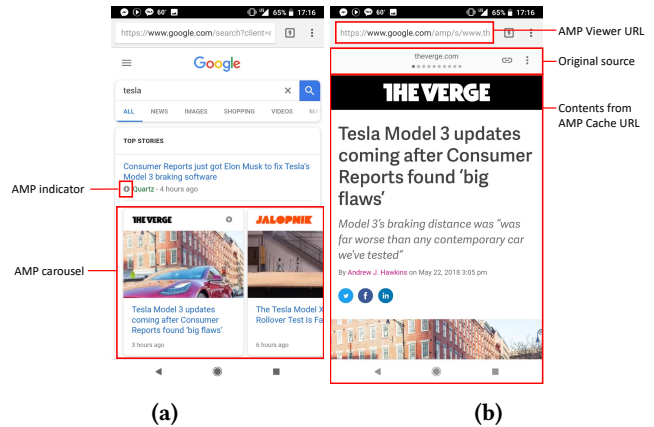 60' 65% 17:16
https://www.google.com/search?client=r
9
Google
tesla
ALL NEWS IMAGES SHOPPING VIDEOS MA
TOP STORIES
Consumer Reports just got Elon Musk to fix Tesla's
Model 3 braking software
Quartz - 4 hours ago
AMP indicator
THE VERGE
JALOPNIK
AMP carousel
Tesla Model 3 updates
coming after Consumer
Reports found 'big flaws'
3 hours ago
The Tesla Model X
Rollover Test Is Fa
6 hours ago
(a)
60' 65% 17:16
https://www.google.com/amp/s/www.th
9
AMP Viewer URL
theverge.com
Original source
THE VERGE
Contents from
AMP Cache URL
Tesla Model 3 updates
coming after Consumer
Reports found 'big
flaws'
Model 3's braking distance was "was
far worse than any contemporary car
we've tested"
By Andrew J. Hawkins on May 22, 2018 3:05 pm
f in
(b)